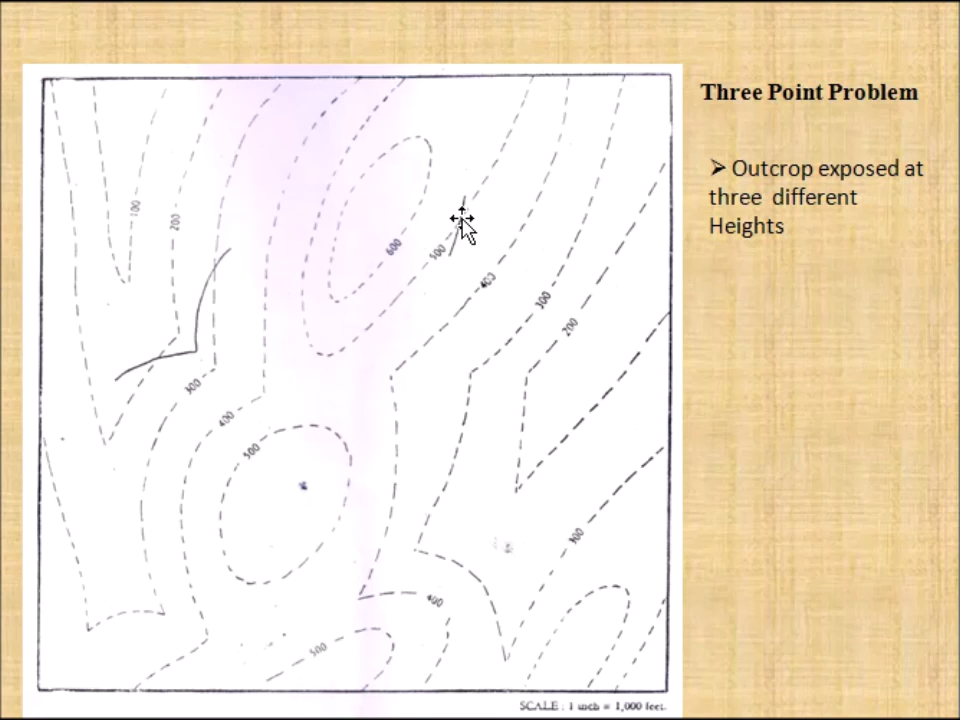 Three Point Problem
➢ Outcrop exposed at
three different
Heights
100
200
600
500
400
300
200
300
400
500
300
400
500
SCALE : 1 inch = 1,000 feet.